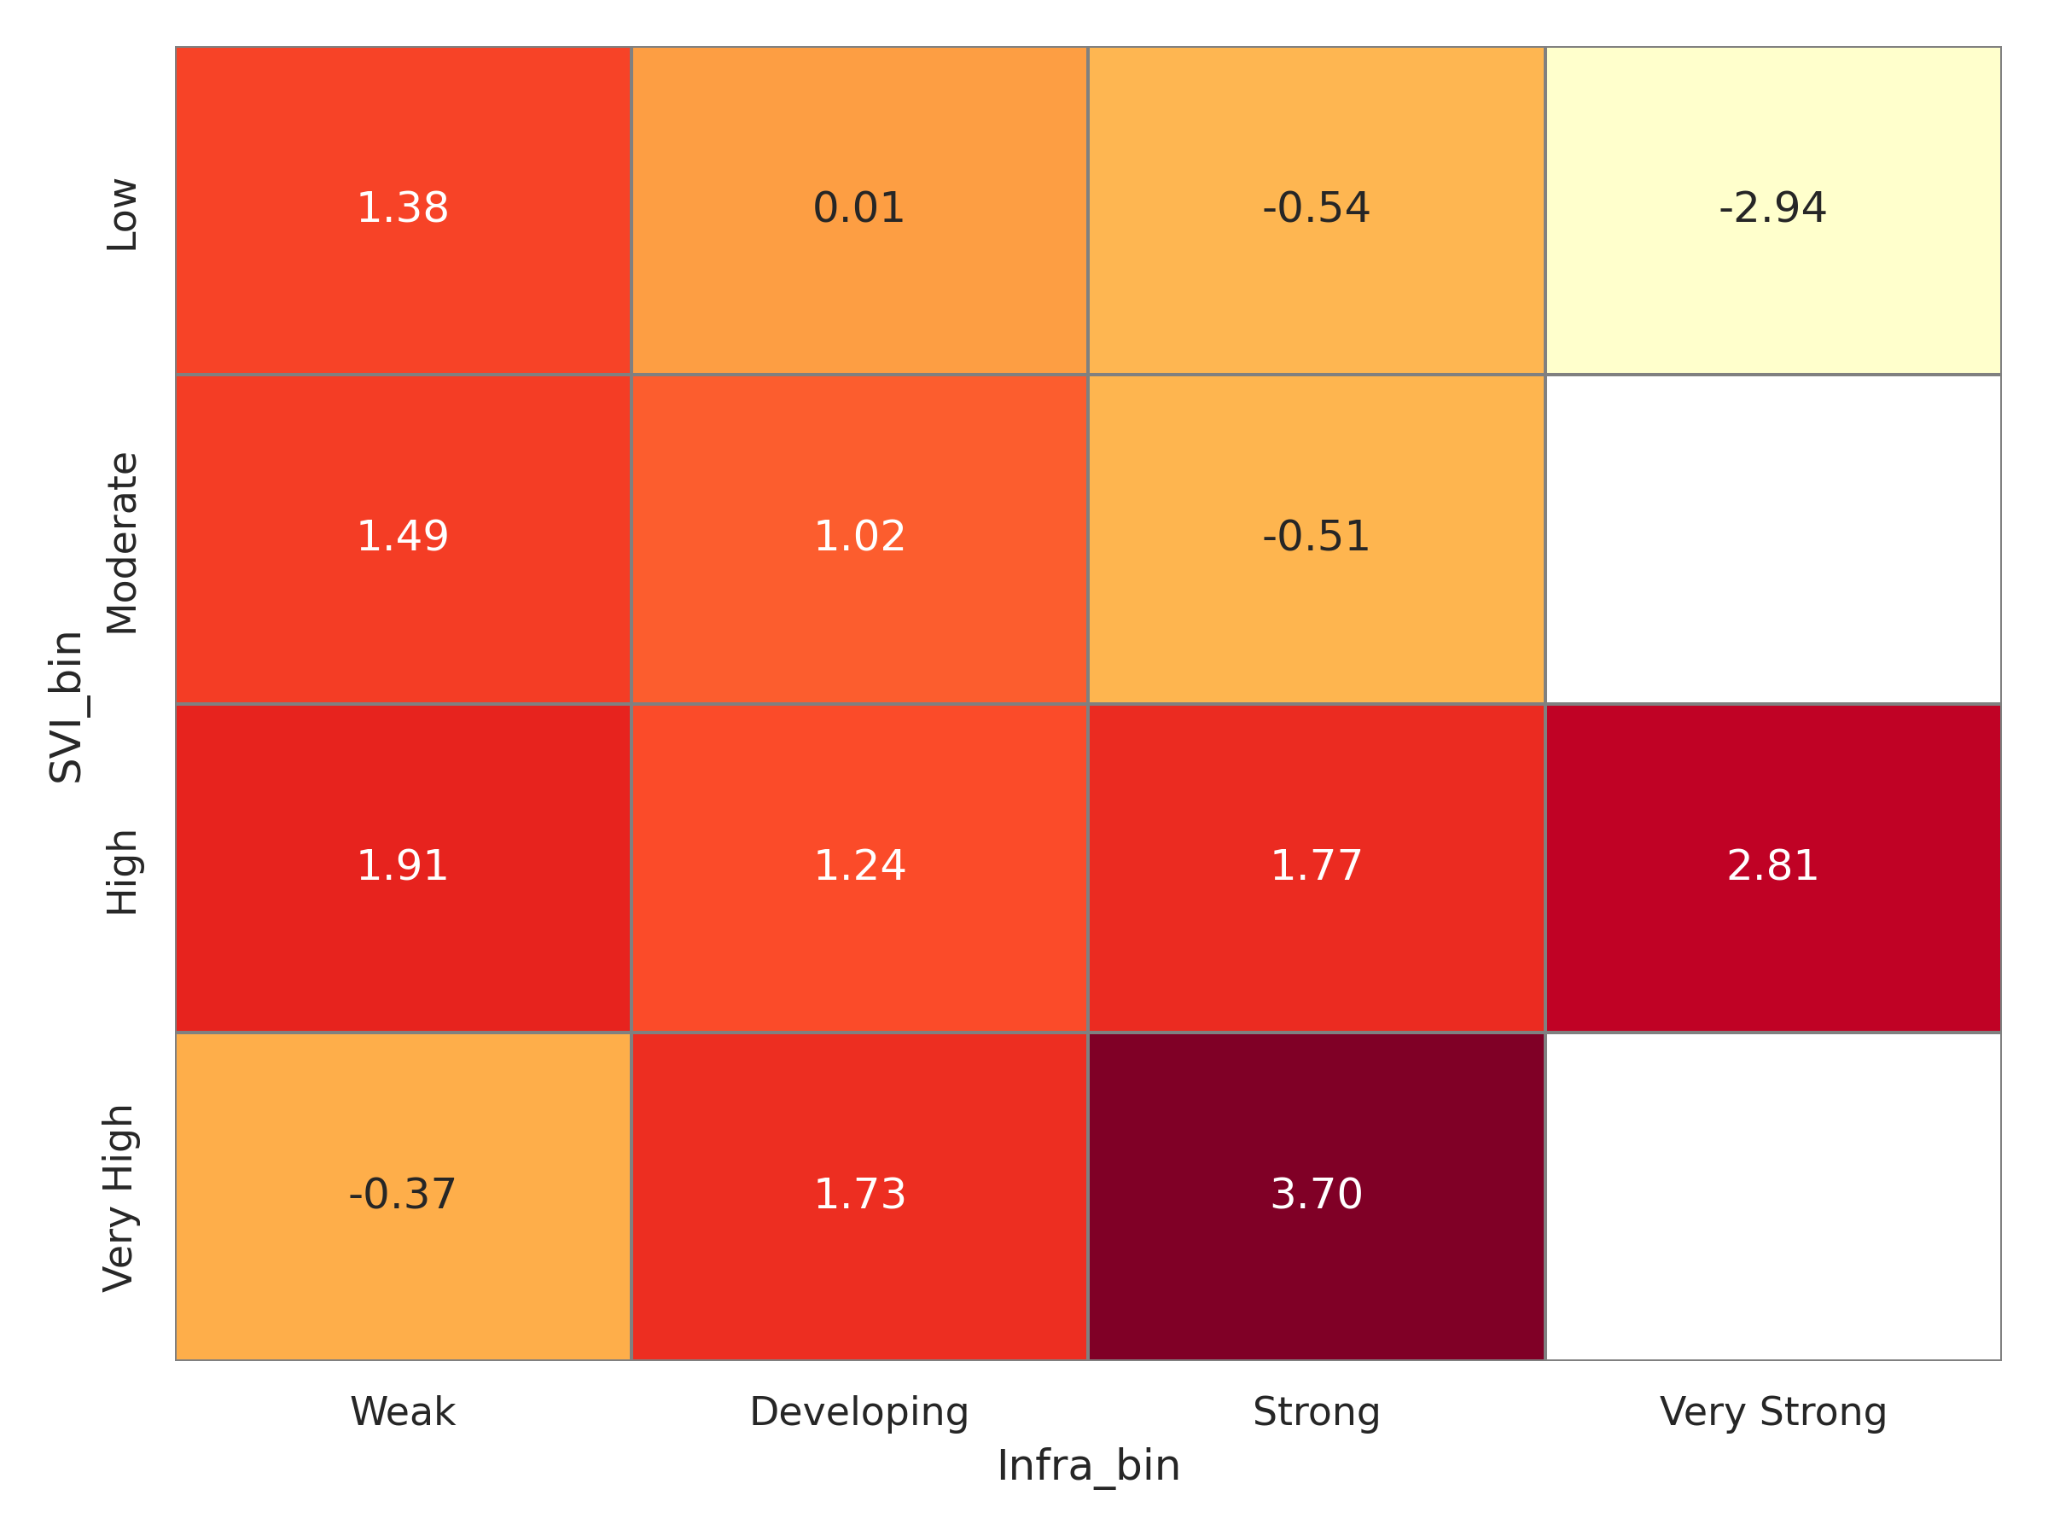 SVI_bin
Low
1.38
0.01
-0.54
-2.94
Moderate
1.49
1.02
-0.51
High
1.91
1.24
1.77
2.81
Very High
-0.37
1.73
3.70
Weak
Developing
Strong
Very Strong
Infra_bin